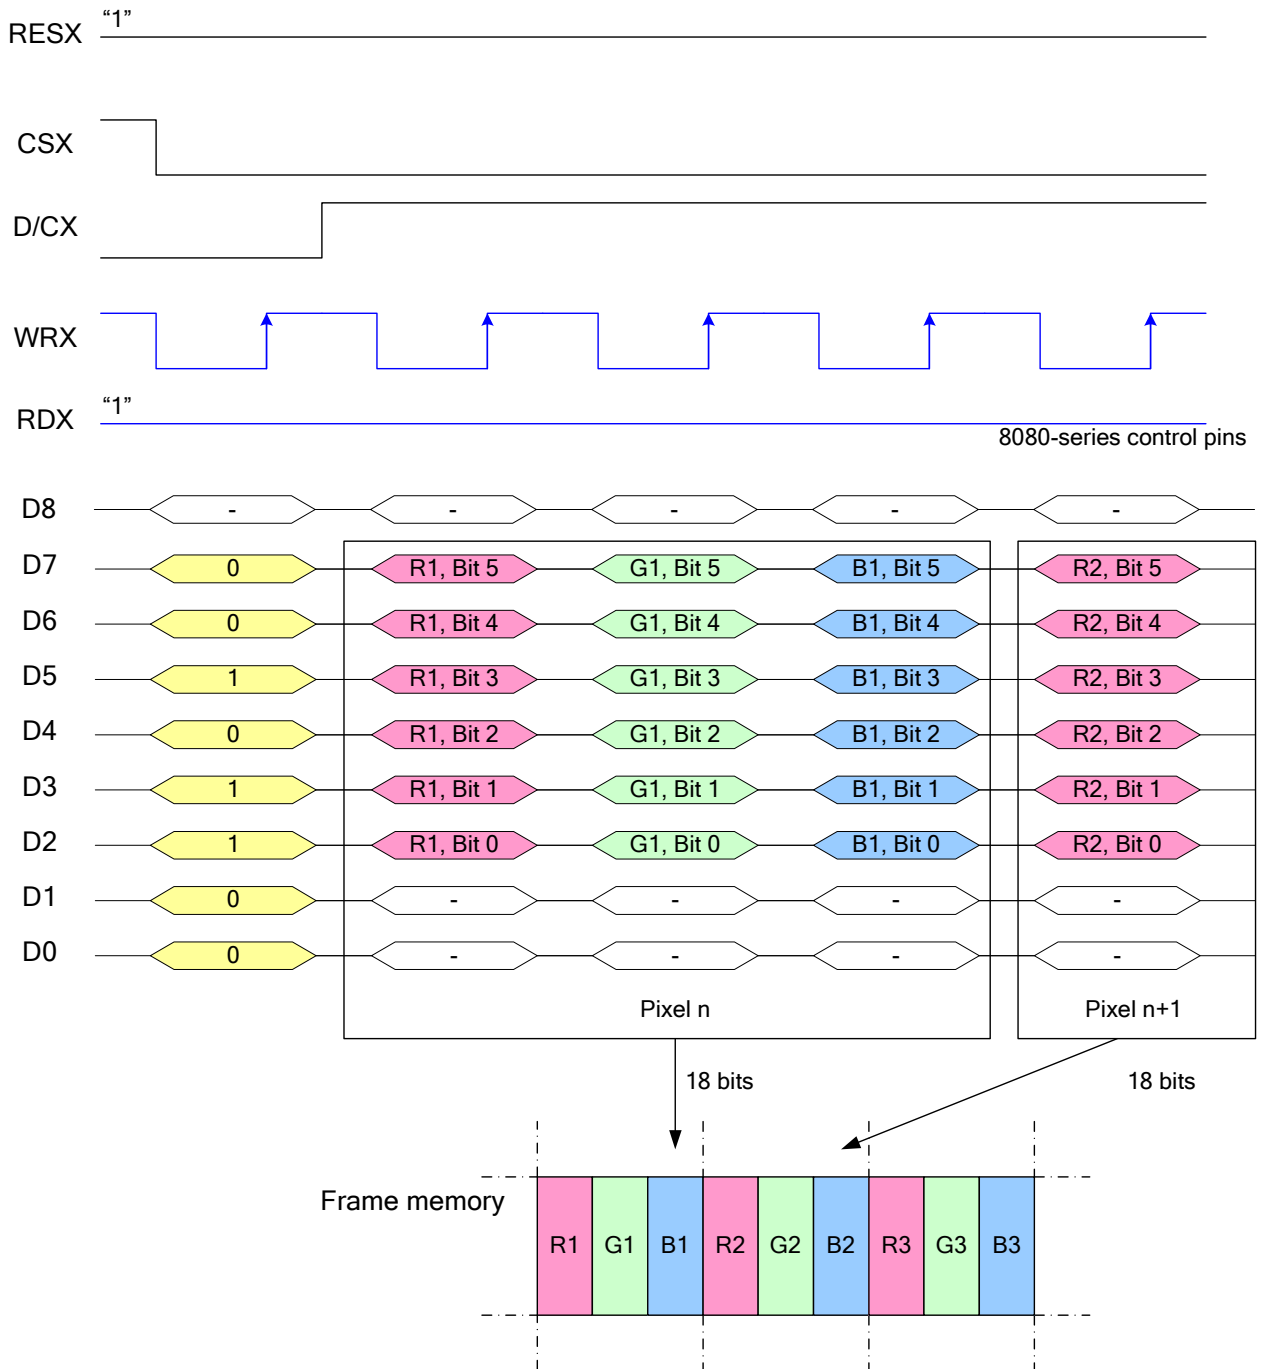 RESX “1”
CSX
D/CX
WRX
RDX “1”
8080-series control pins
D8 - - - - -
D7 0 R1, Bit 5 G1, Bit 5 B1, Bit 5 R2, Bit 5
D6 0 R1, Bit 4 G1, Bit 4 B1, Bit 4 R2, Bit 4
D5 1 R1, Bit 3 G1, Bit 3 B1, Bit 3 R2, Bit 3
D4 0 R1, Bit 2 G1, Bit 2 B1, Bit 2 R2, Bit 2
D3 1 R1, Bit 1 G1, Bit 1 B1, Bit 1 R2, Bit 1
D2 1 R1, Bit 0 G1, Bit 0 B1, Bit 0 R2, Bit 0
D1 0 - - - -
D0 0 - - - -
Pixel n Pixel n+1
18 bits 18 bits
Frame memory
R1 G1 B1 R2 G2 B2 R3 G3 B3